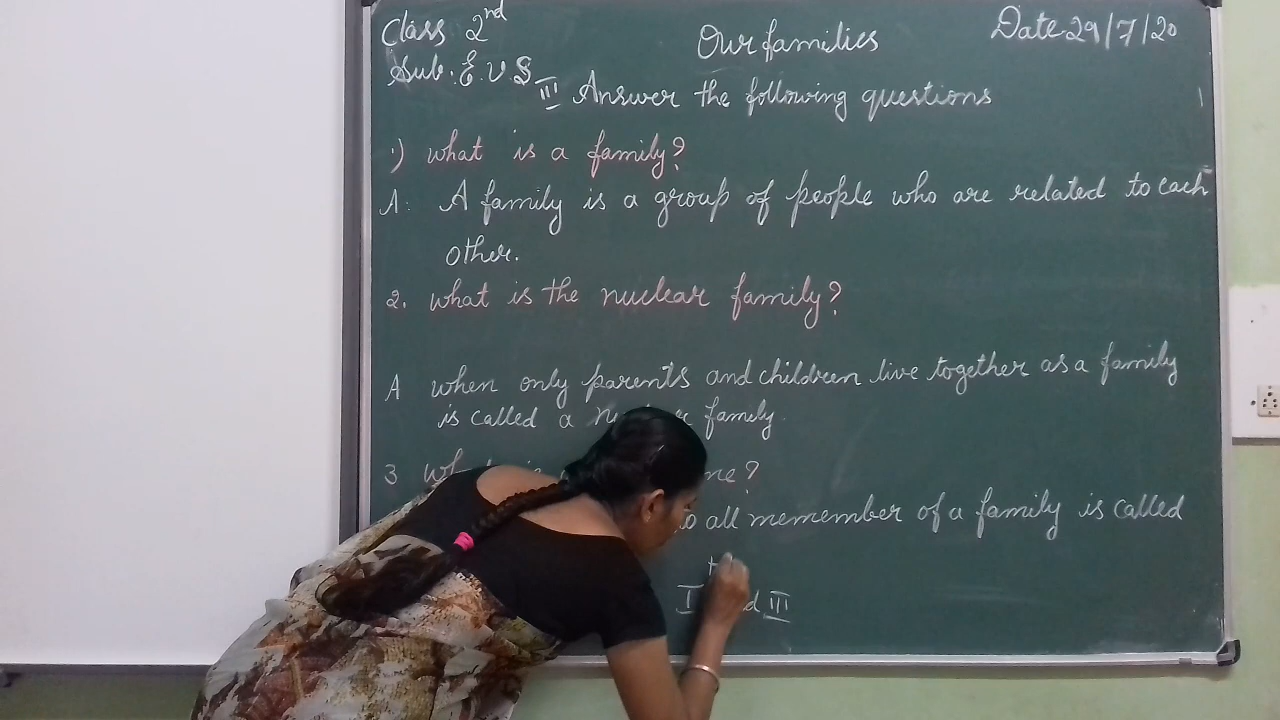 Class 2nd
Our families
Date 29/7/20
Sub. E.V.S
III Answer the following questions
1) what is a family?
A: A family is a group of people who are related to each
other.
2. what is the nuclear family?
A when only parents and children live together as a family
is called a family.
3
all memember of a family is called
I III